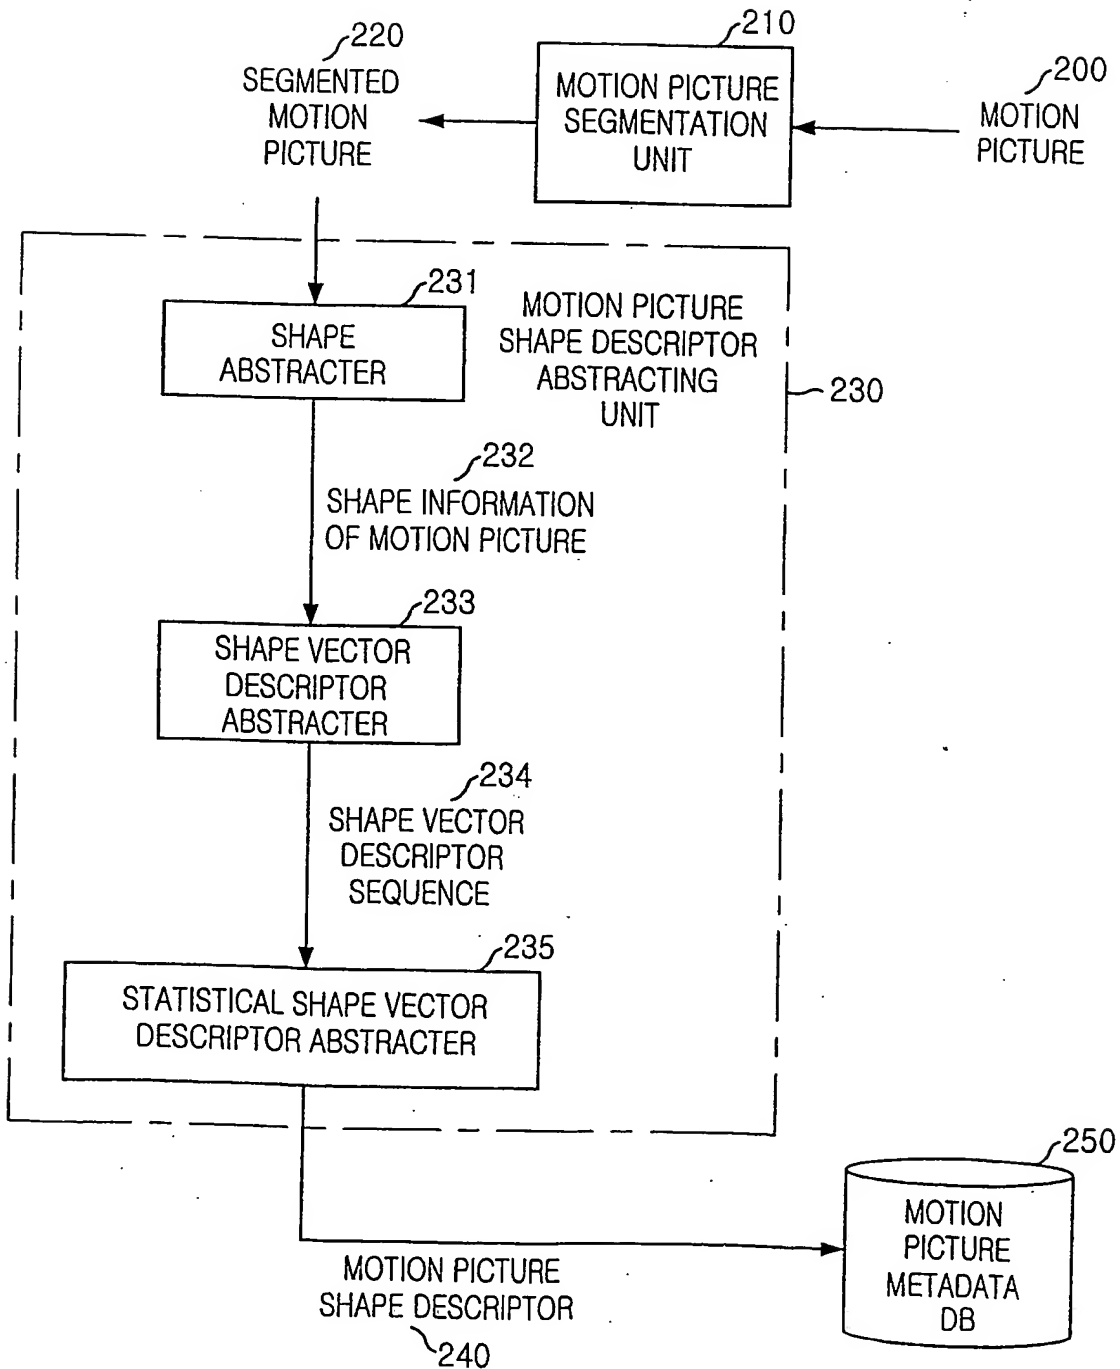 220
SEGMENTED
MOTION
PICTURE
210
MOTION PICTURE
SEGMENTATION
UNIT
200
MOTION
PICTURE
231
SHAPE
ABSTRACTER
MOTION PICTURE
SHAPE DESCRIPTOR
ABSTRACTING
UNIT
230
232
SHAPE INFORMATION
OF MOTION PICTURE
233
SHAPE VECTOR
DESCRIPTOR
ABSTRACTER
234
SHAPE VECTOR
DESCRIPTOR
SEQUENCE
235
STATISTICAL SHAPE VECTOR
DESCRIPTOR ABSTRACTER
250
MOTION
PICTURE
METADADA
DB
MOTION PICTURE
SHAPE DESCRIPTOR
240